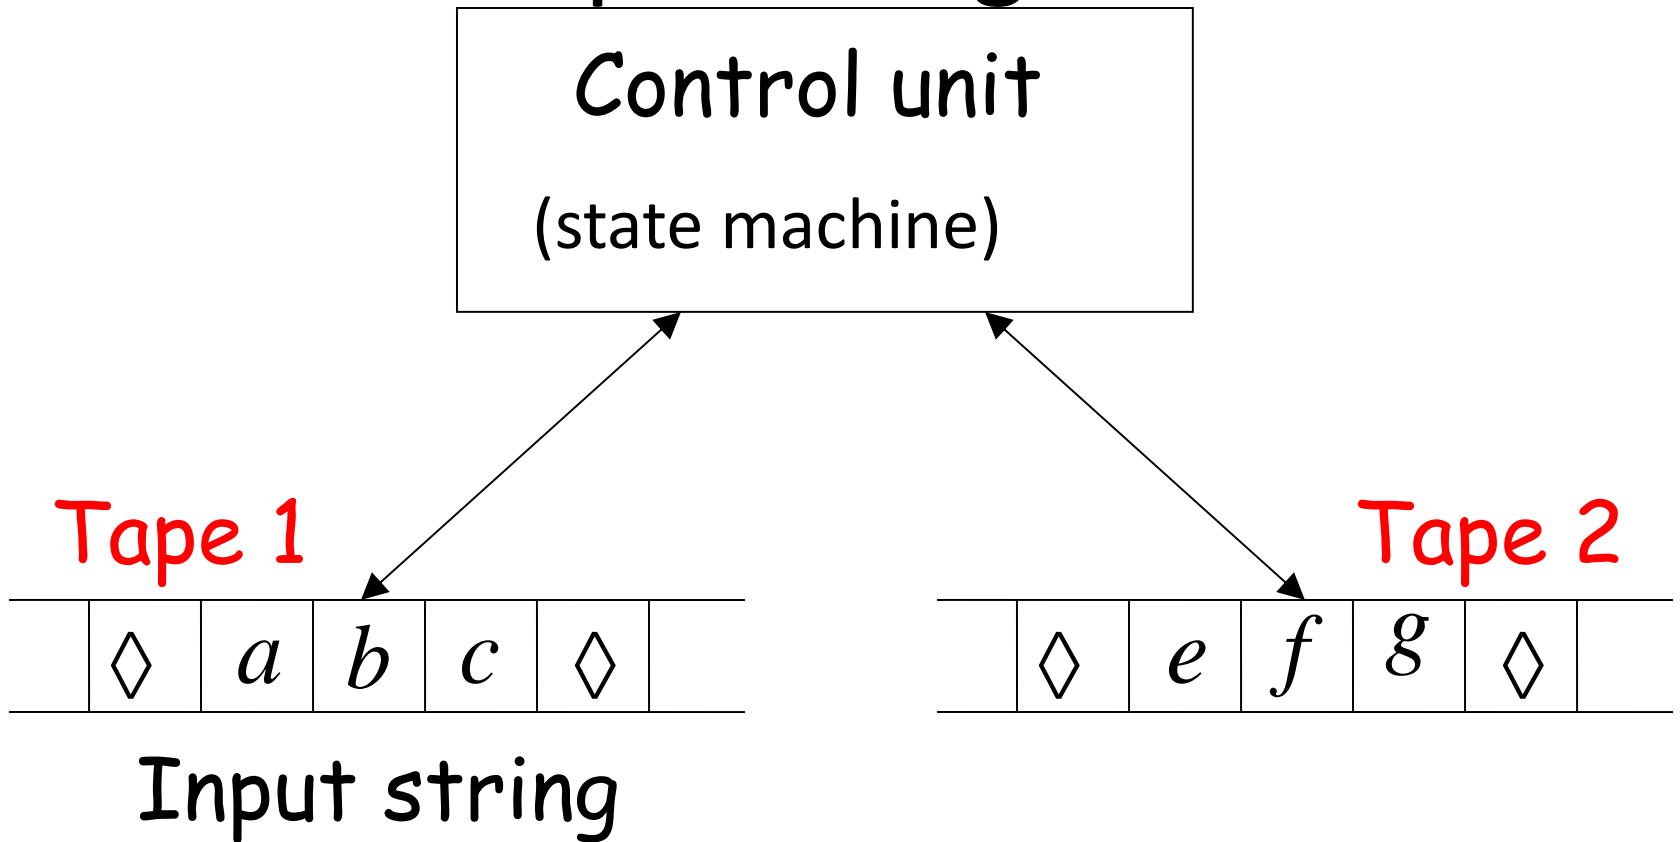 Control unit
(state machine)
Tape 1
Tape 2
◊ a b c ◊
◊ e f g ◊
Input string